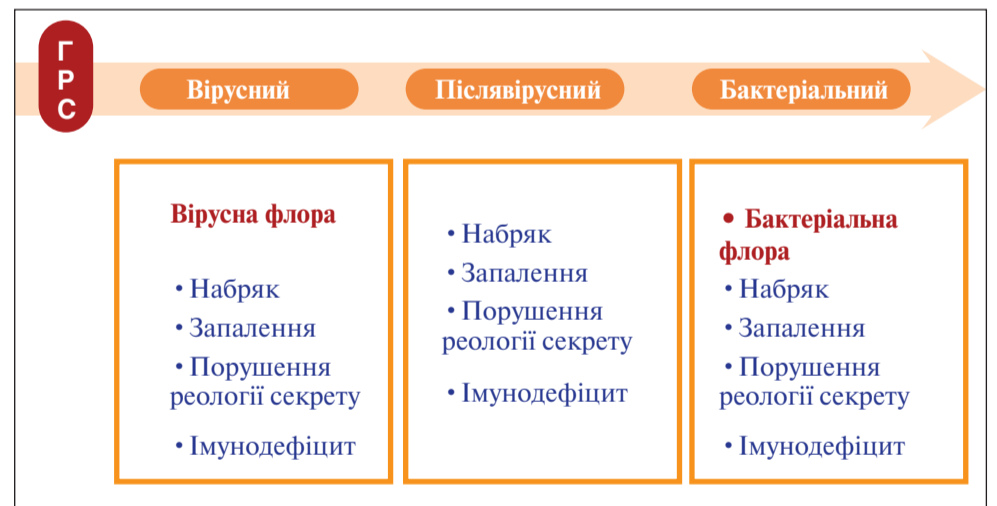 Г
Р
С
Вірусний
Післявірусний
Бактеріальний
Вірусна флора
• Набряк
• Запалення
• Порушення
реології секрету
• Імунодефіцит
• Набряк
• Запалення
• Порушення
реології секрету
• Імунодефіцит
• Бактеріальна
флора
• Набряк
• Запалення
• Порушення
реології секрету
• Імунодефіцит